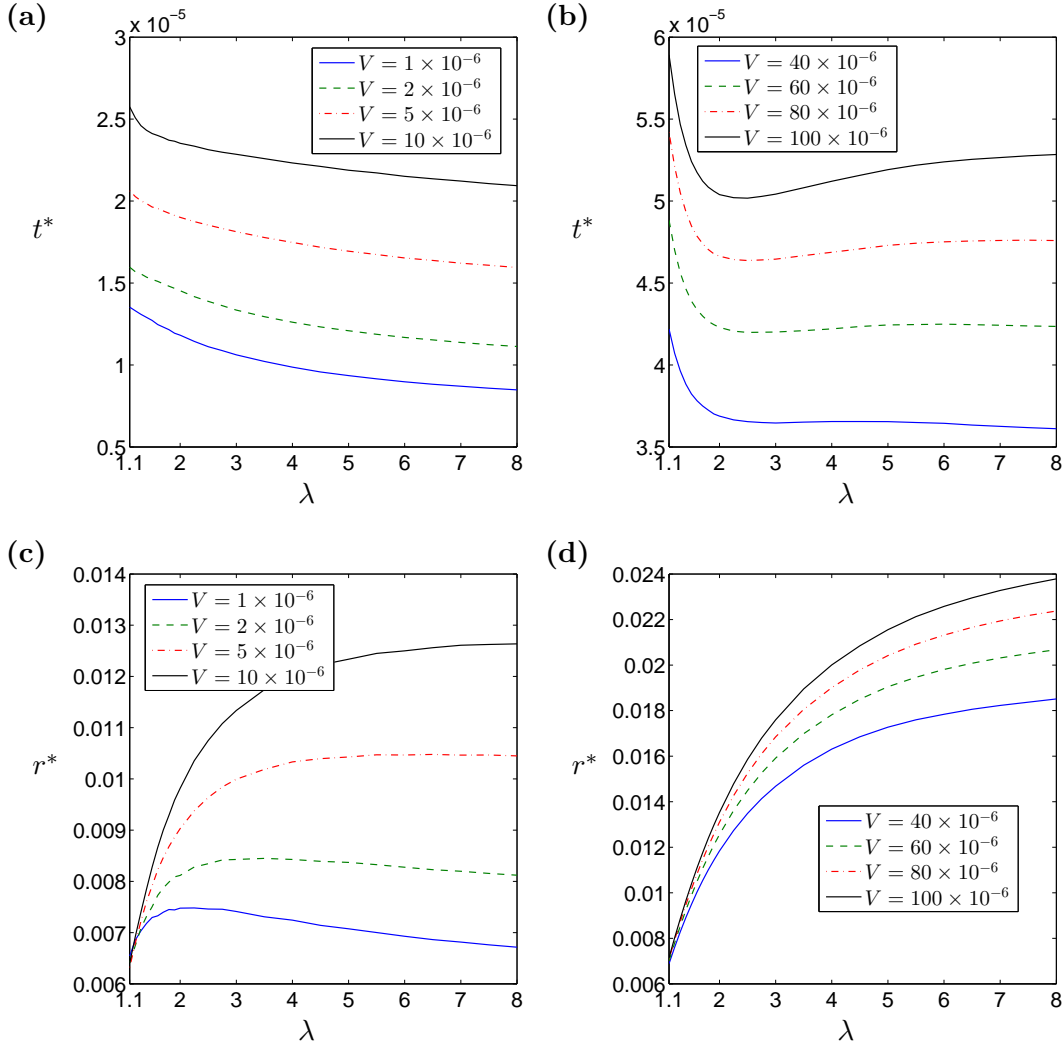 (a)
× 10⁻⁵
3
2.5
2
1.5
1
0.5
t*
1.1 2 3 4 5 6 7 8
λ
V = 1 × 10⁻⁶
V = 2 × 10⁻⁶
V = 5 × 10⁻⁶
V = 10 × 10⁻⁶
(b)
x 10⁻⁵
6
5.5
5
4.5
4
3.5
t*
1.1 2 3 4 5 6 7 8
λ
V = 40 × 10⁻⁶
V = 60 × 10⁻⁶
V = 80 × 10⁻⁶
V = 100 × 10⁻⁶
(c)
0.014
0.013
0.012
0.011
0.01
0.009
0.008
0.007
0.006
r*
1.1 2 3 4 5 6 7 8
λ
V = 1 × 10⁻⁶
V = 2 × 10⁻⁶
V = 5 × 10⁻⁶
V = 10 × 10⁻⁶
(d)
0.024
0.022
0.02
0.018
0.016
0.014
0.012
0.01
0.008
0.006
r*
1.1 2 3 4 5 6 7 8
λ
V = 40 × 10⁻⁶
V = 60 × 10⁻⁶
V = 80 × 10⁻⁶
V = 100 × 10⁻⁶